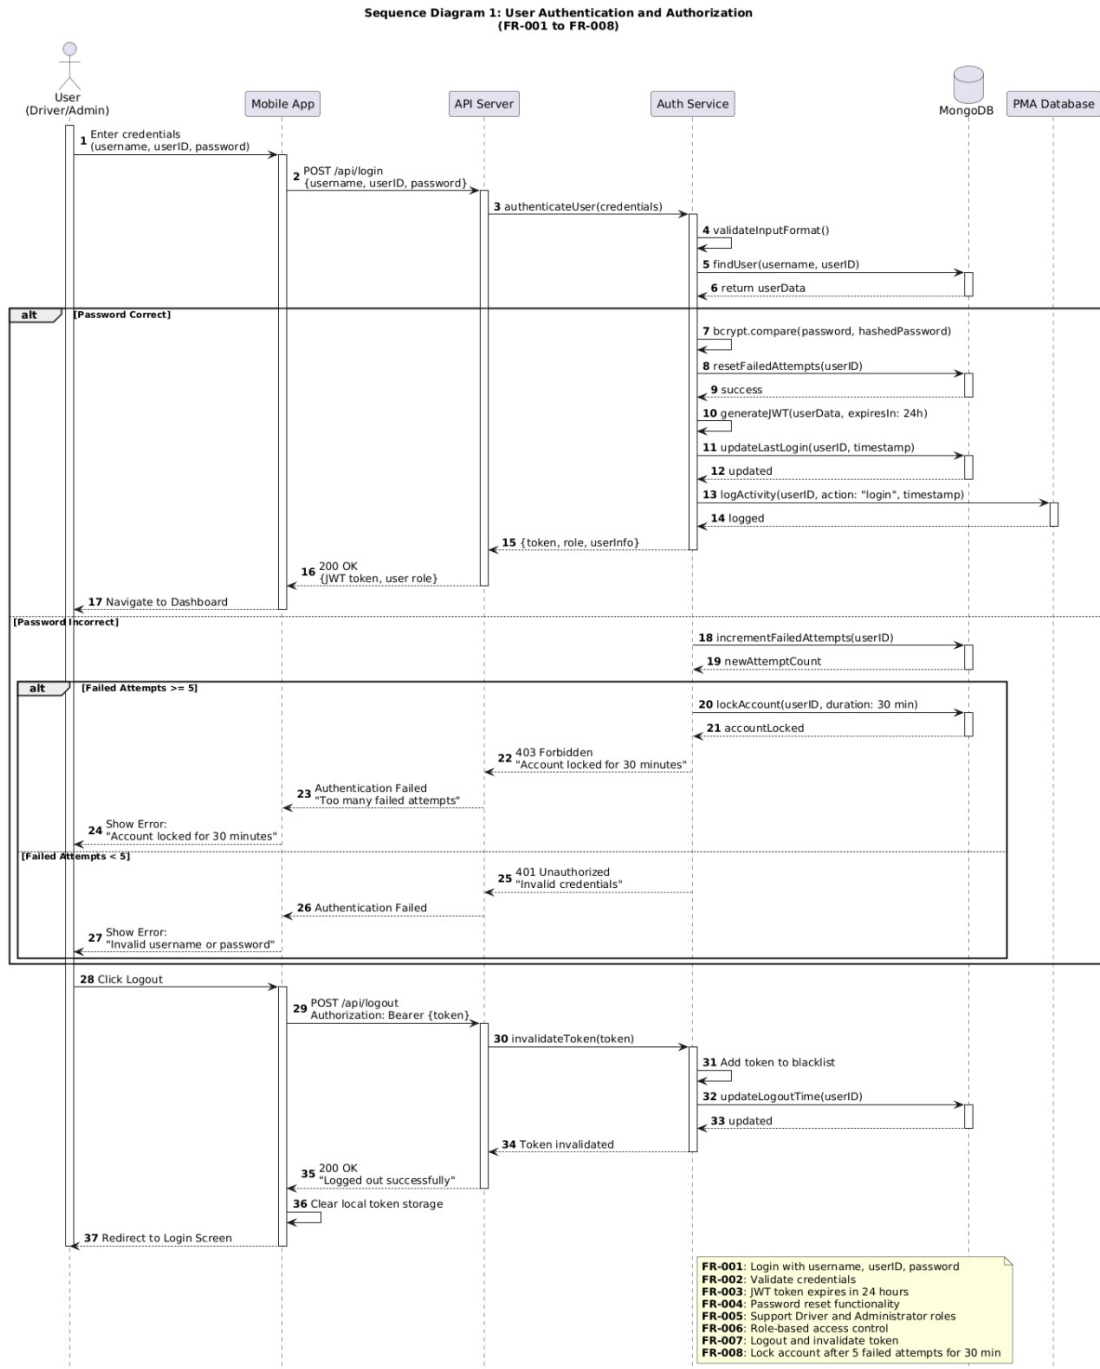 Sequence Diagram 1: User Authentication and Authorization
(FR-001 to FR-008)
User
(Driver/Admin)
Mobile App
API Server
Auth Service
MongoDB
PMA Database
1 Enter credentials
(username, userID, password)
2 POST /api/login
{username, userID, password}
3 authenticateUser(credentials)
4 validateInputFormat()
5 findUser(username, userID)
6 return userData
alt [Password Correct]
7 bcrypt.compare(password, hashedPassword)
8 resetFailedAttempts(userID)
9 success
10 generateJWT(userData, expiresIn: 24h)
11 updateLastLogin(userID, timestamp)
12 updated
13 logActivity(userID, action: "login", timestamp)
14 logged
15 {token, role, userInfo}
16 200 OK
{JWT token, user role}
17 Navigate to Dashboard
[Password Incorrect]
18 incrementFailedAttempts(userID)
19 newAttemptCount
alt [Failed Attempts >= 5]
20 lockAccount(userID, duration: 30 min)
21 accountLocked
22 403 Forbidden
"Account locked for 30 minutes"
23 Authentication Failed
"Too many failed attempts"
24 Show Error:
"Account locked for 30 minutes"
[Failed Attempts < 5]
25 401 Unauthorized
"Invalid credentials"
26 Authentication Failed
27 Show Error:
"Invalid username or password"
28 Click Logout
29 POST /api/logout
Authorization: Bearer {token}
30 invalidateToken(token)
31 Add token to blacklist
32 updateLogoutTime(userID)
33 updated
34 Token invalidated
35 200 OK
"Logged out successfully"
36 Clear local token storage
37 Redirect to Login Screen
FR-001: Login with username, userID, password
FR-002: Validate credentials
FR-003: JWT token expires in 24 hours
FR-004: Password reset functionality
FR-005: Support Driver and Administrator roles
FR-006: Role-based access control
FR-007: Logout and invalidate token
FR-008: Lock account after 5 failed attempts for 30 min